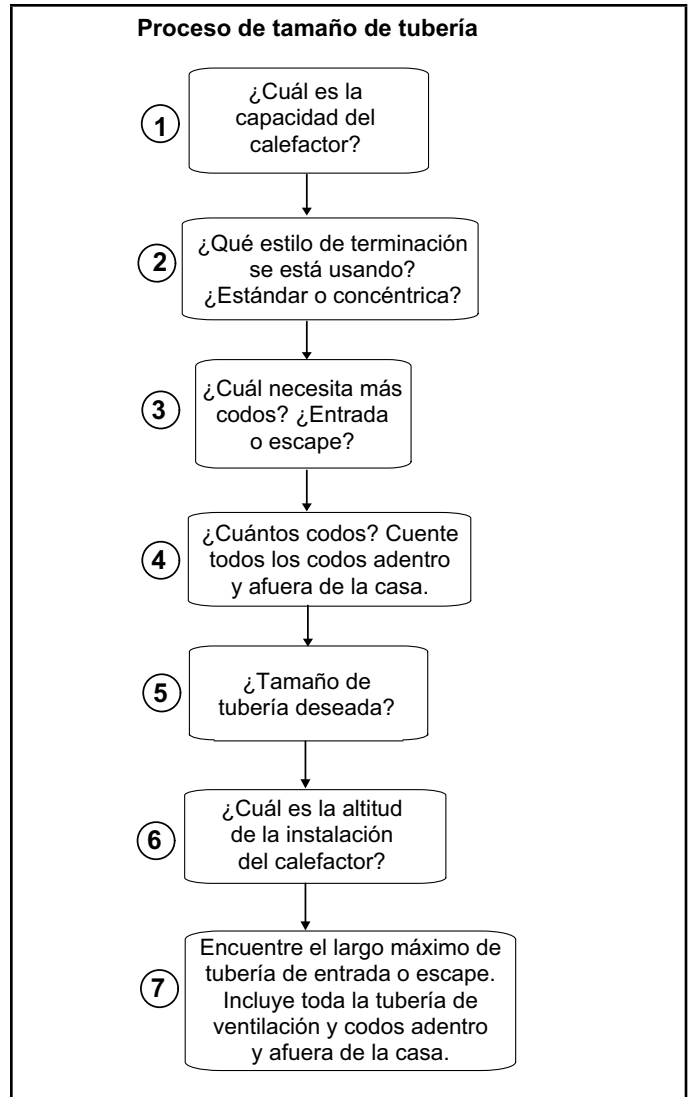 Proceso de tamaño de tubería
1
¿Cuál es la
capacidad del
calefactor?
2
¿Qué estilo de terminación
se está usando?
¿Estándar o concéntrica?
3
¿Cuál necesita más
codos? ¿Entrada
o escape?
4
¿Cuántos codos? Cuente
todos los codos adentro
y afuera de la casa.
5
¿Tamaño de
tubería deseada?
6
¿Cuál es la altitud
de la instalación
del calefactor?
7
Encuentre el largo máximo de
tubería de entrada o escape.
Incluye toda la tubería de
ventilación y codos adentro
y afuera de la casa.